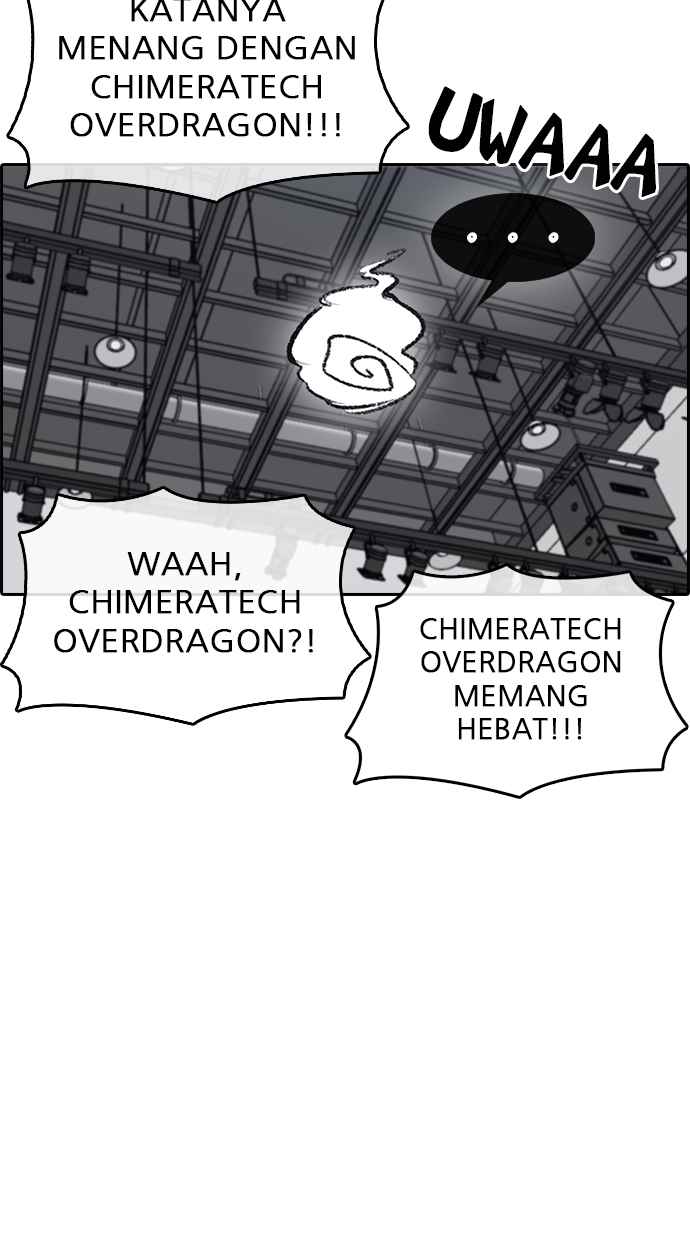 KATANYA
MENANG DENGAN
CHIMERATECH
OVERDRAGON!!!
UWAAA
...
WAAH,
CHIMERATECH
OVERDRAGON?!
CHIMERATECH
OVERDRAGON
MEMANG
HEBAT!!!